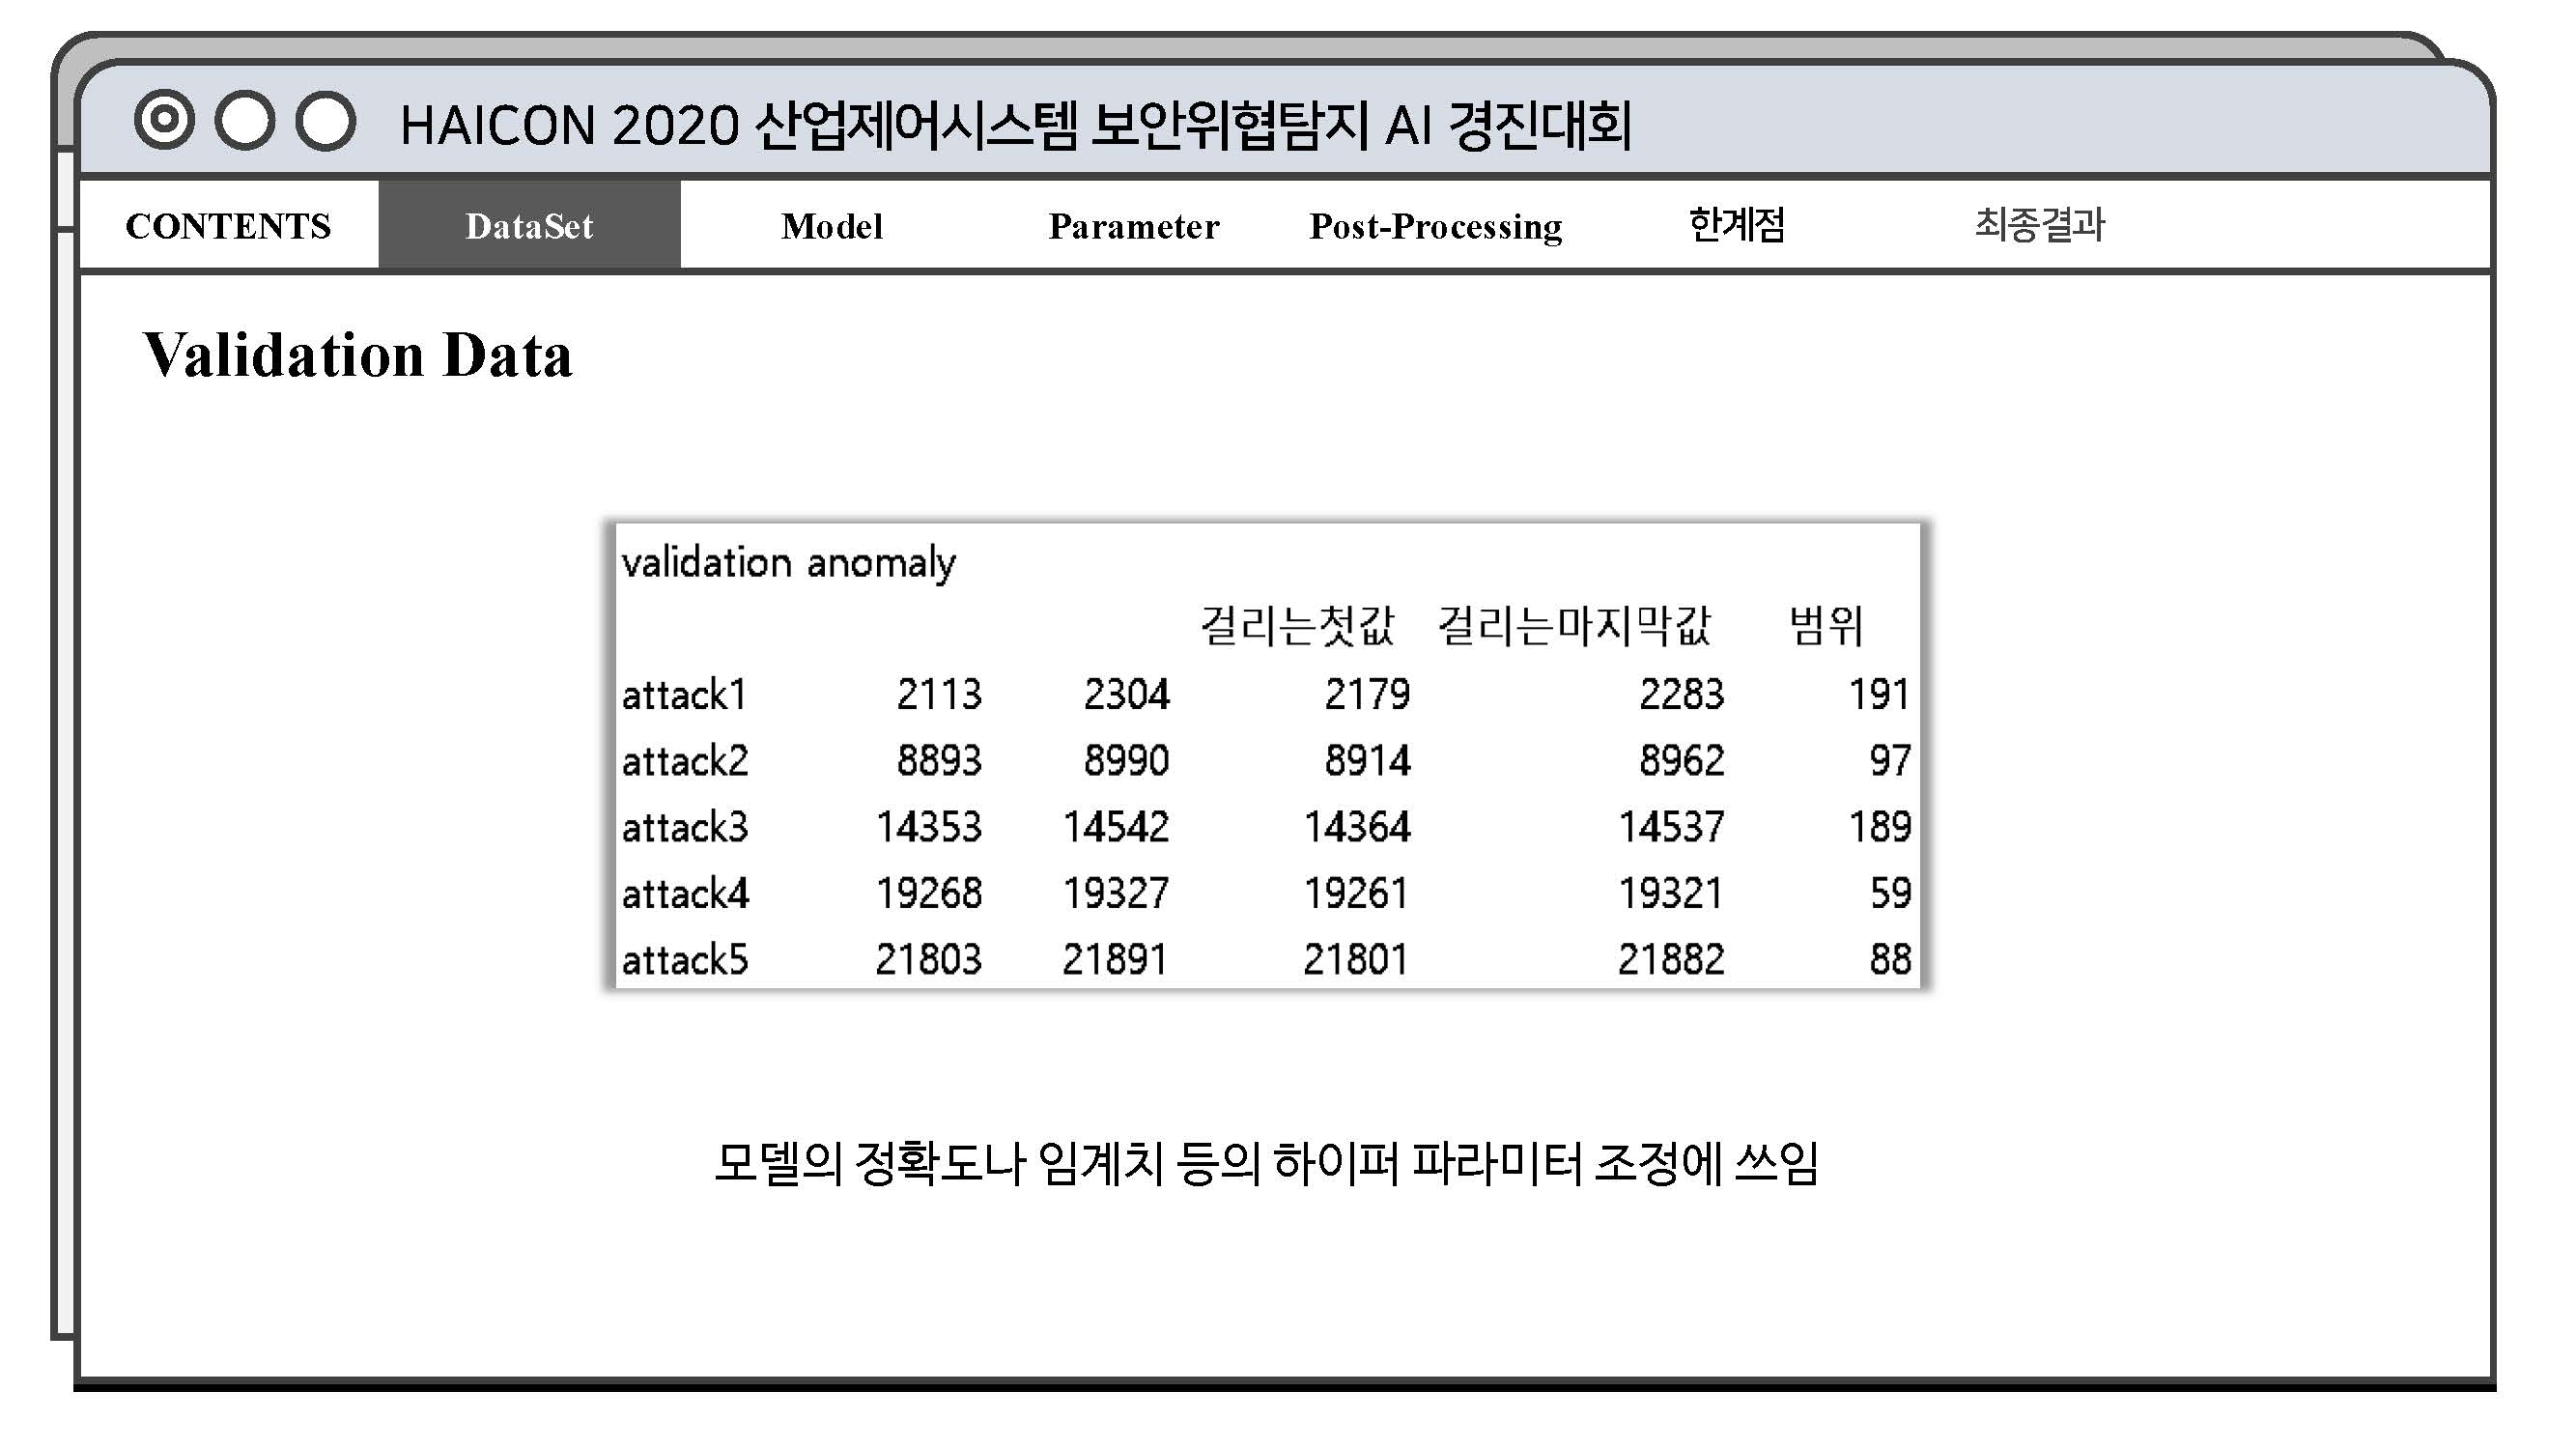 HAICON 2020 산업제어시스템 보안위협탐지 AI 경진대회
CONTENTS DataSet Model Parameter Post-Processing 한계점 최종결과
Validation Data
validation anomaly
걸리는첫값 걸리는마지막값 범위
attack1 2113 2304 2179 2283 191
attack2 8893 8990 8914 8962 97
attack3 14353 14542 14364 14537 189
attack4 19268 19327 19261 19321 59
attack5 21803 21891 21801 21882 88
모델의 정확도나 임계치 등의 하이퍼 파라미터 조정에 쓰임